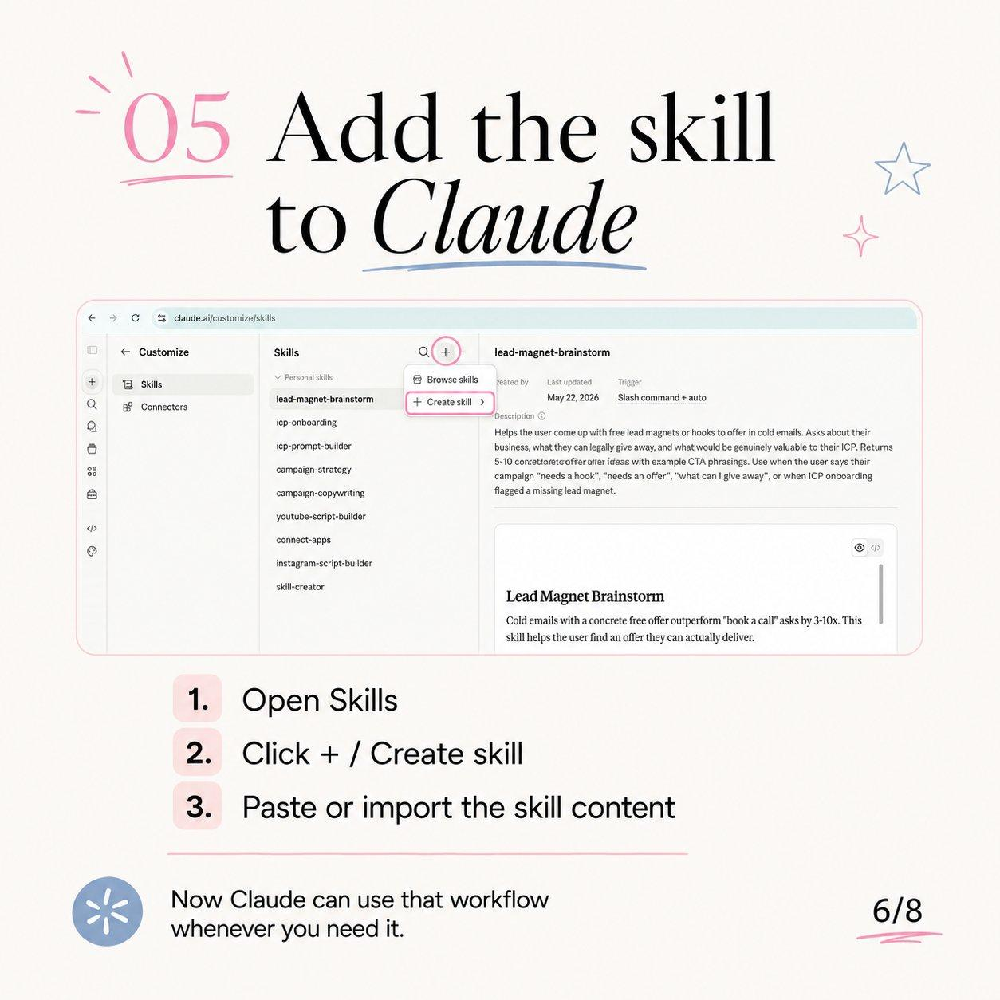 05 Add the skill
to Claude
claude.ai/customize/skills
Customize
Skills
Connectors
Skills
Personal skills
lead-magnet-brainstorm
icp-onboarding
icp-prompt-builder
campaign-strategy
campaign-copywriting
youtube-script-builder
connect-apps
instagram-script-builder
skill-creator
Browse skills
Create skill
lead-magnet-brainstorm
reated by Last updated Trigger
May 22, 2026 Slash command + auto
Description
Helps the user come up with free lead magnets or hooks to offer in cold emails. Asks about their
business, what they can legally give away, and what would be genuinely valuable to their ICP. Returns
5-10 offer ideas with example CTA phrasings. Use when the user says their
campaign "needs a hook", "needs an offer", "what can I give away", or when ICP onboarding
flagged a missing lead magnet.
Lead Magnet Brainstorm
Cold emails with a concrete free offer outperform "book a call" asks by 3-10x. This
skill helps the user find an offer they can actually deliver.
1. Open Skills
2. Click + / Create skill
3. Paste or import the skill content
Now Claude can use that workflow
whenever you need it.
6/8